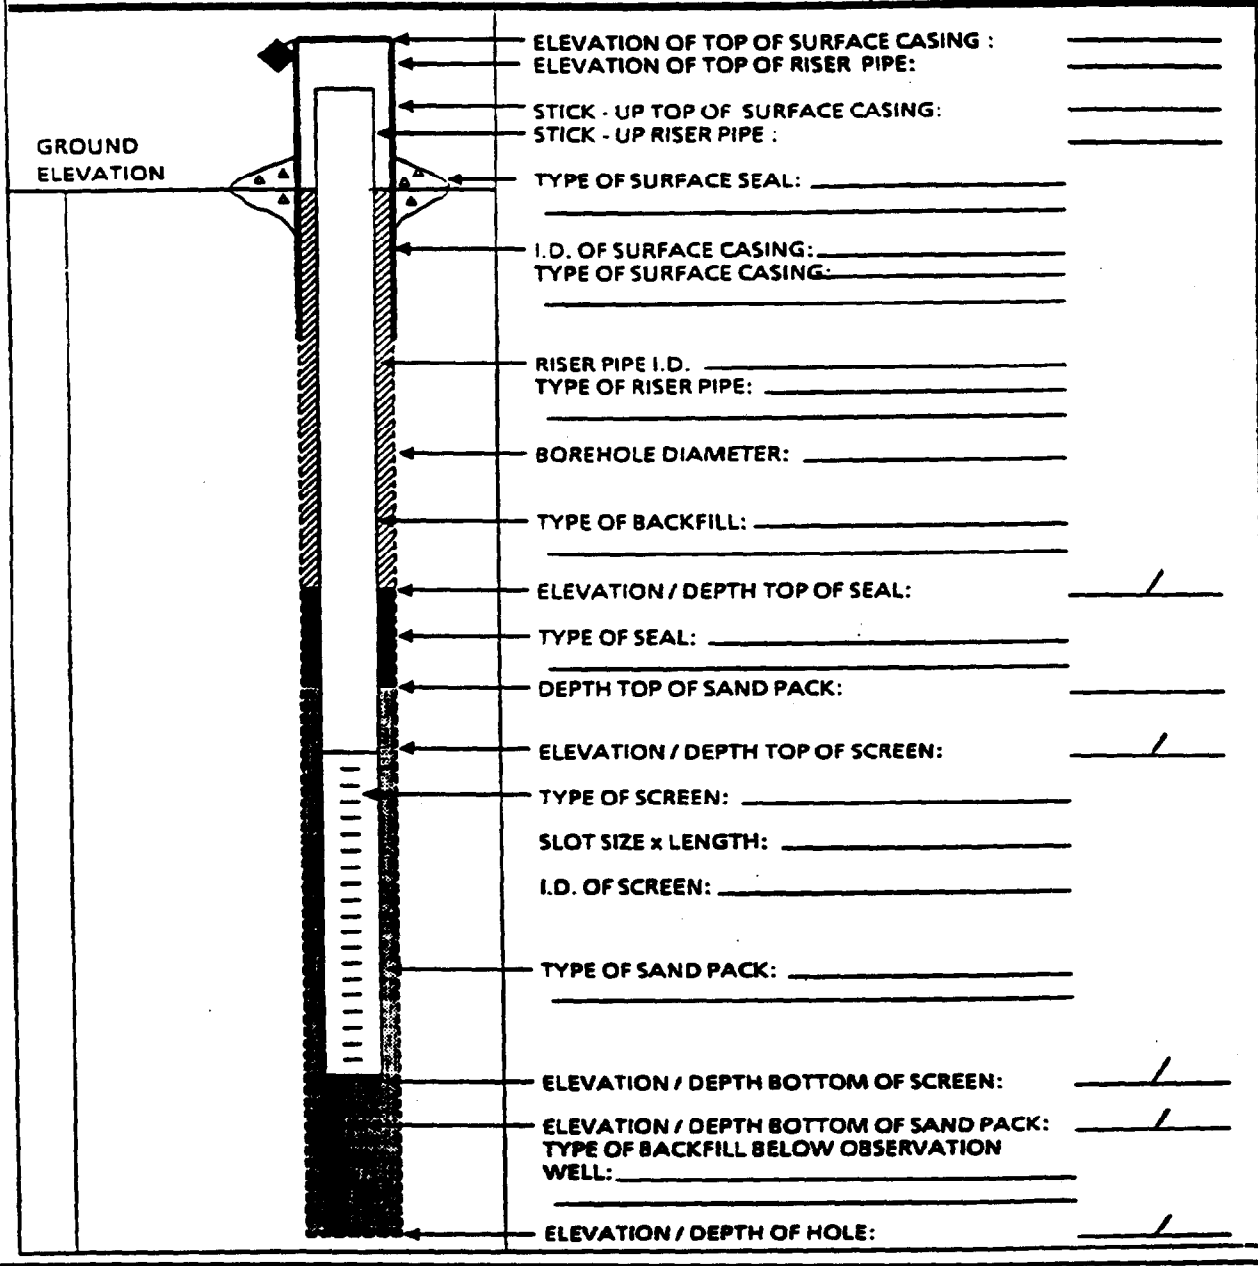 ELEVATION OF TOP OF SURFACE CASING :
ELEVATION OF TOP OF RISER PIPE:
STICK - UP TOP OF SURFACE CASING:
STICK - UP RISER PIPE :
GROUND
ELEVATION
TYPE OF SURFACE SEAL:
I.D. OF SURFACE CASING:
TYPE OF SURFACE CASING:
RISER PIPE I.D.
TYPE OF RISER PIPE:
BOREHOLE DIAMETER:
TYPE OF BACKFILL:
ELEVATION / DEPTH TOP OF SEAL: /
TYPE OF SEAL:
DEPTH TOP OF SAND PACK:
ELEVATION / DEPTH TOP OF SCREEN: /
TYPE OF SCREEN:
SLOT SIZE x LENGTH:
I.D. OF SCREEN:
TYPE OF SAND PACK:
ELEVATION / DEPTH BOTTOM OF SCREEN: /
ELEVATION / DEPTH BOTTOM OF SAND PACK: /
TYPE OF BACKFILL BELOW OBSERVATION
WELL:
ELEVATION / DEPTH OF HOLE: /